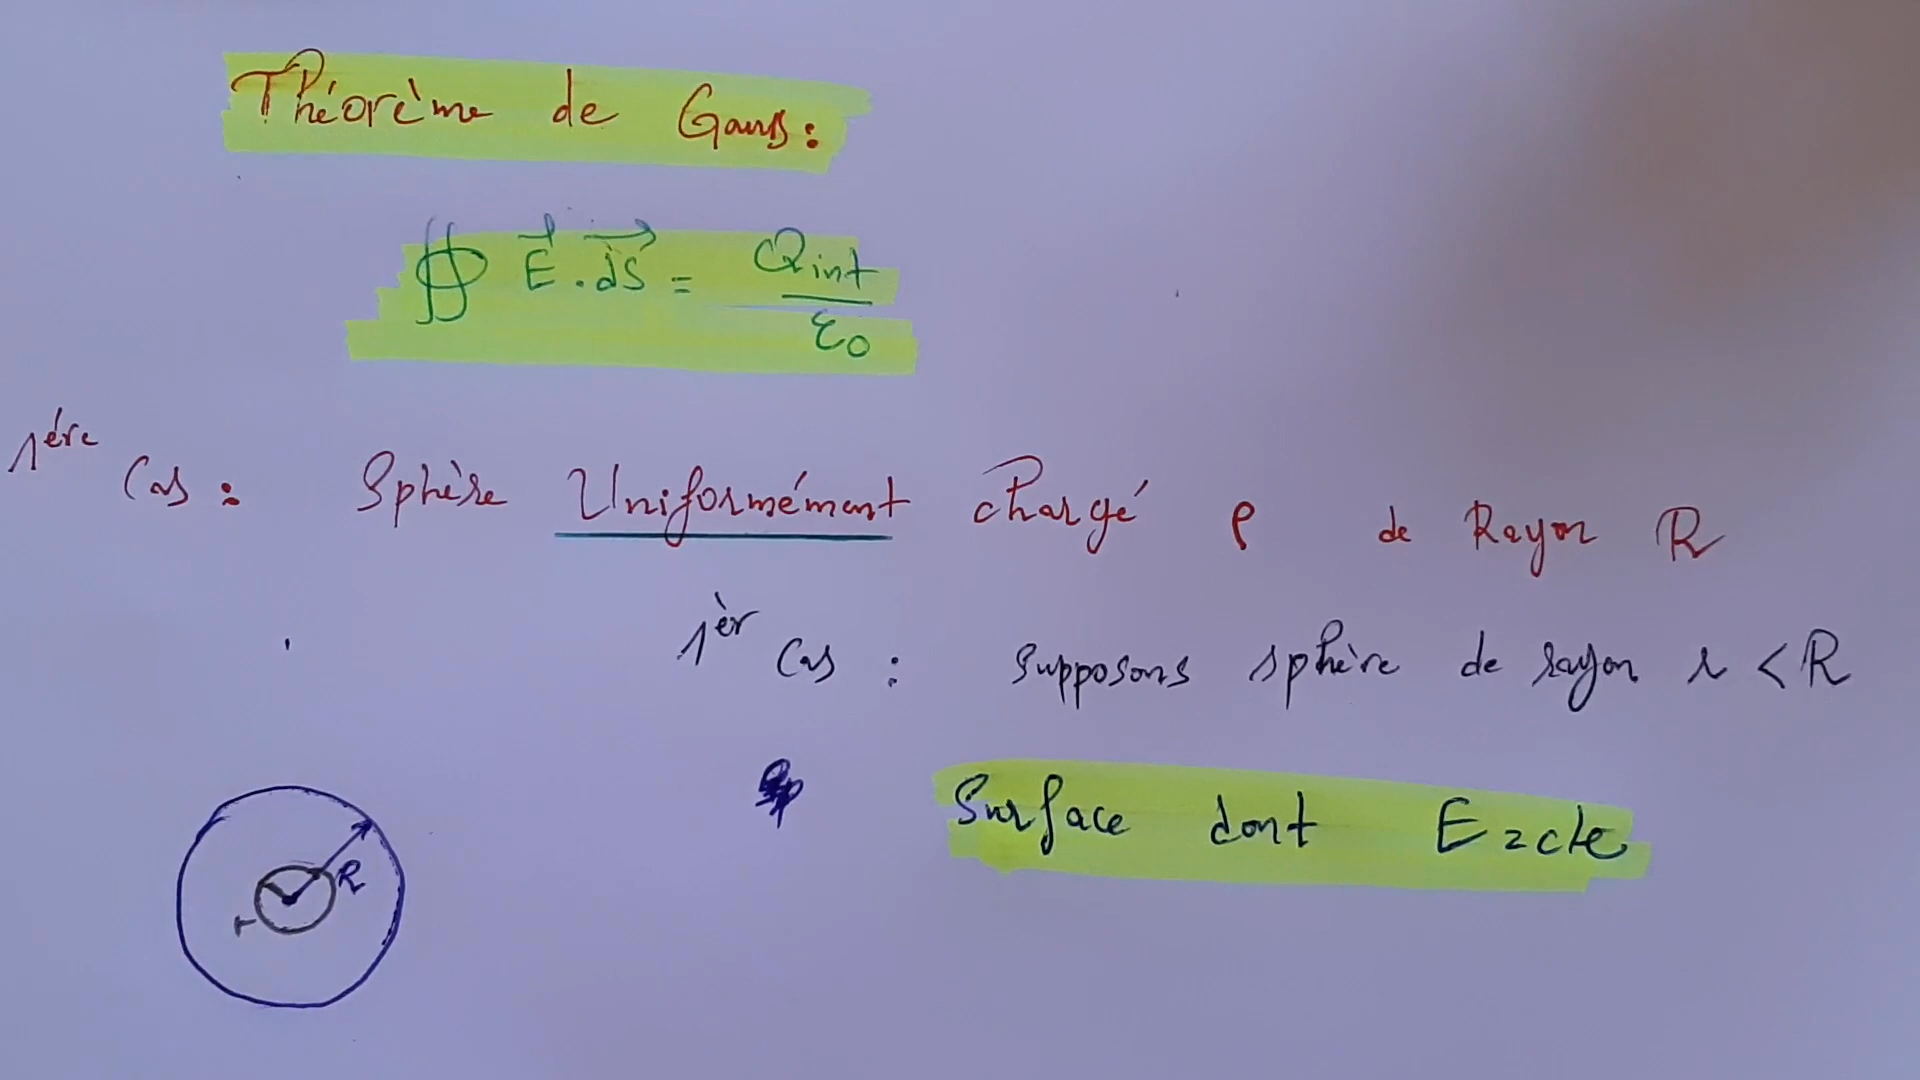 Théorème de Gauss:
∯ E⃗ . dS⃗ = Qint / ε0
1ére Cas : Sphère Uniformément chargé ρ de Rayon R
1èr Cas : supposons sphère de rayon r < R
Surface dont E = cte
R
r